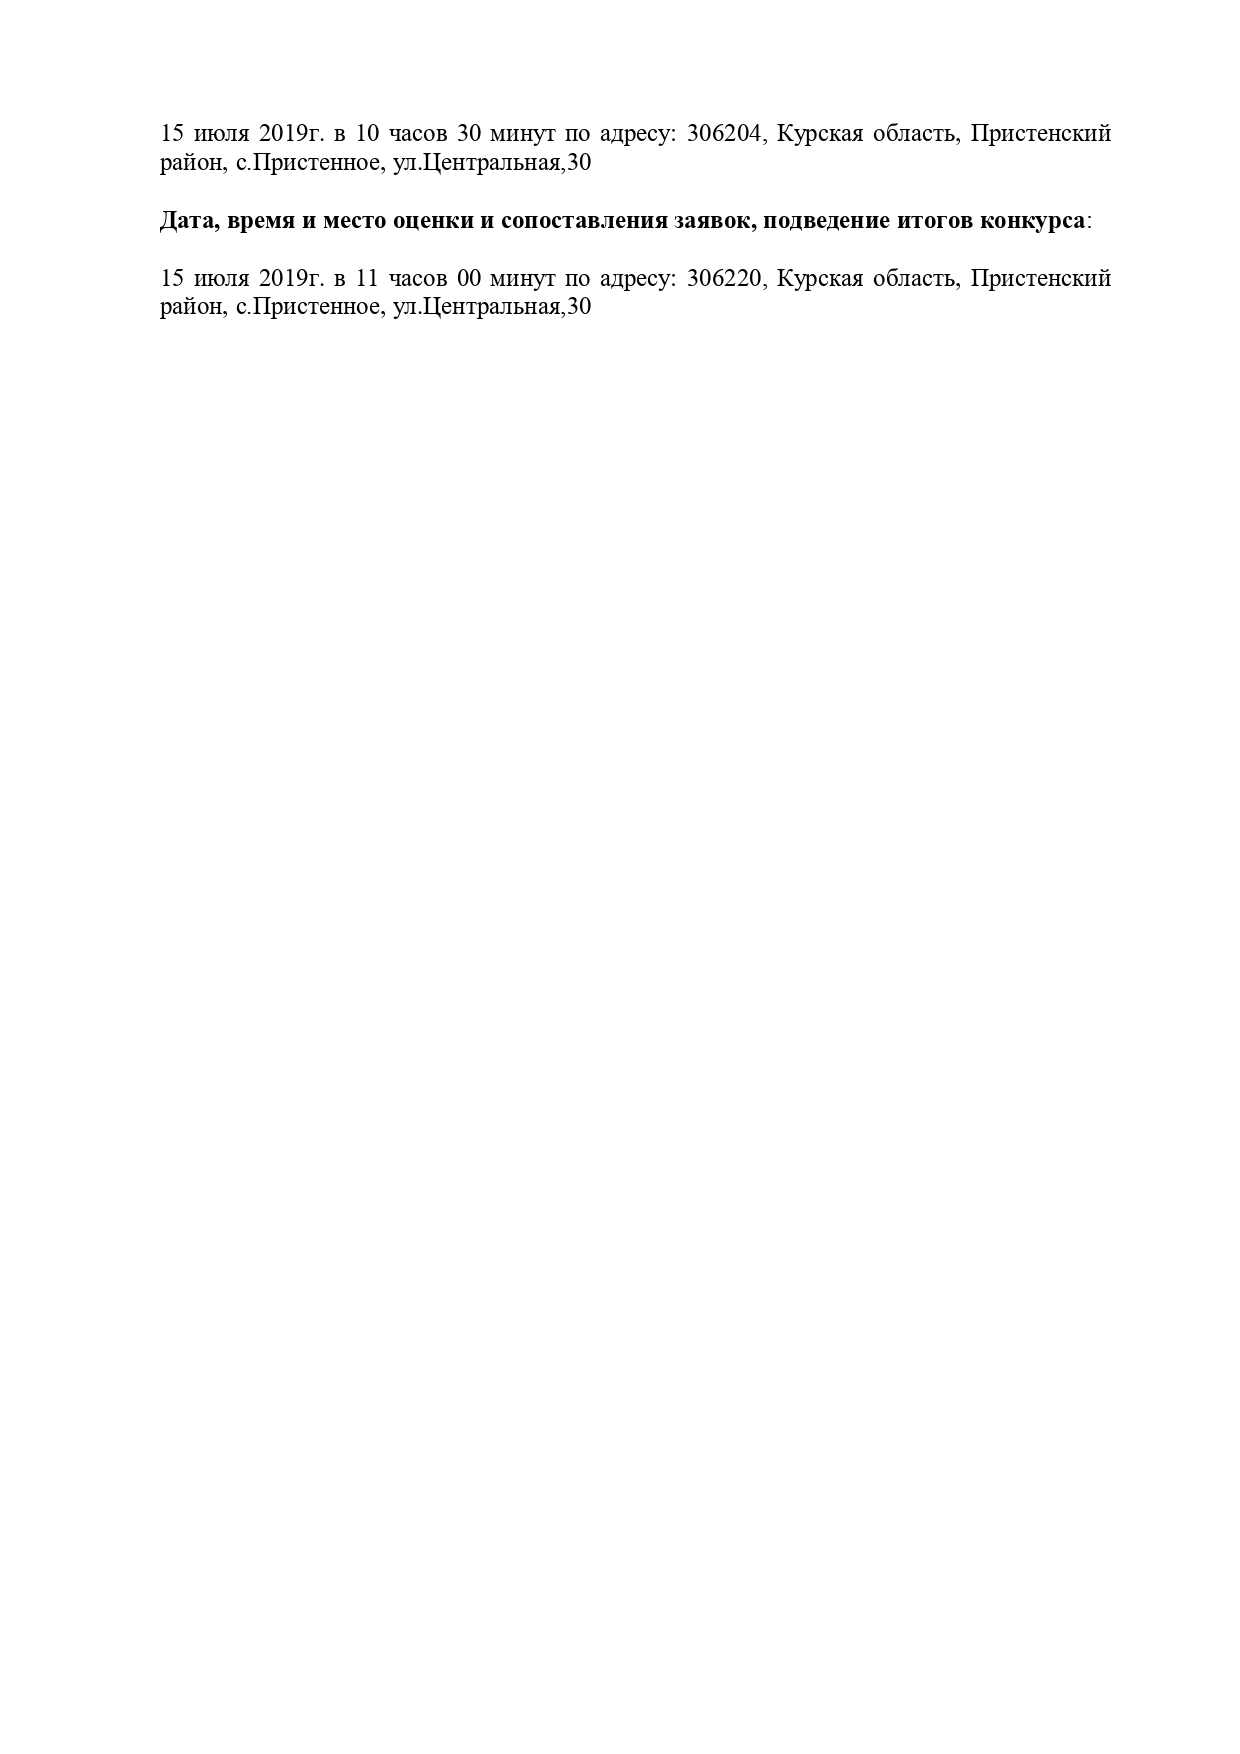 15 июля 2019г. в 10 часов 30 минут по адресу: 306204, Курская область, Пристенский
район, с.Пристенное, ул.Центральная,30
Дата, время и место оценки и сопоставления заявок, подведение итогов конкурса:
15 июля 2019г. в 11 часов 00 минут по адресу: 306220, Курская область, Пристенский
район, с.Пристенное, ул.Центральная,30